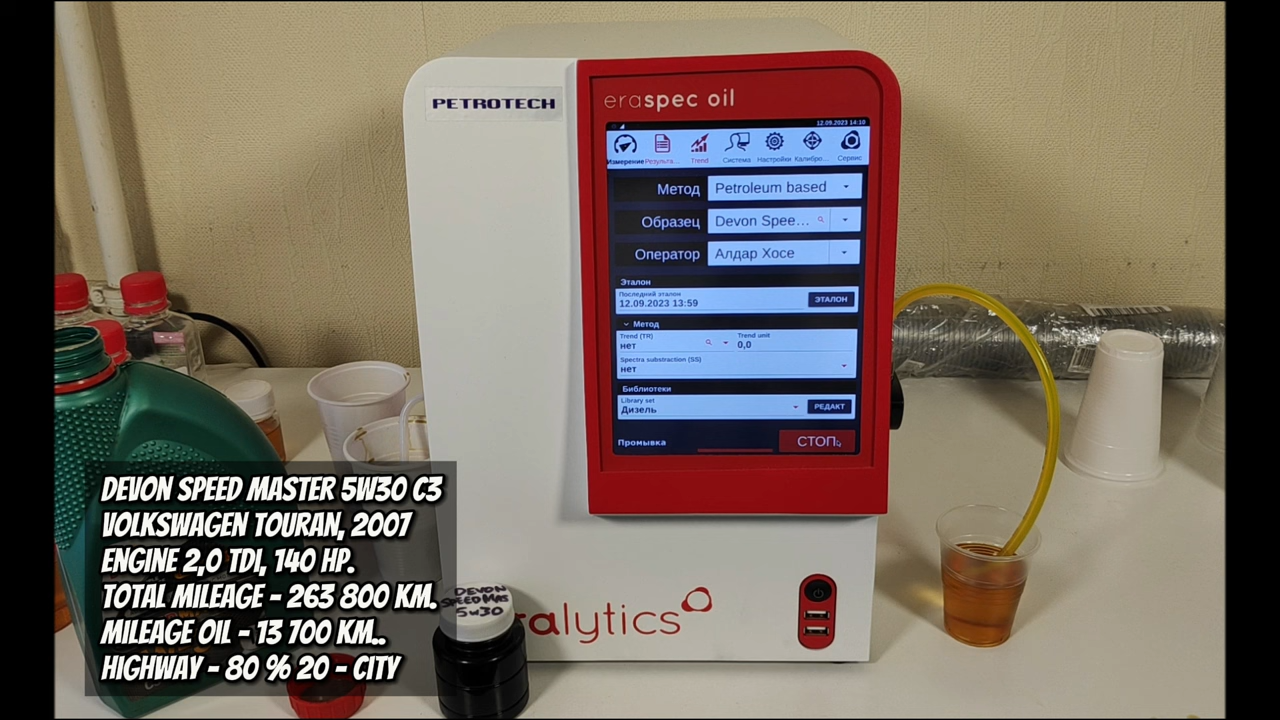 PETROTECH
eraspec oil
12.09.2023 14:10
Измерение
Результа...
Trend
Система
Настройки
Калибро...
Сервис
Метод
Petroleum based
Образец
Devon Spee...
Оператор
Алдар Хосе
Эталон
Последний эталон
12.09.2023 13:59
ЭТАЛОН
Метод
Trend (TR)
нет
Trend unit
0,0
Spectra substraction (SS)
нет
Библиотеки
Library set
Дизель
РЕДАКТ
Промывка
СТОП
DEVON SPEED MASTER 5W30 C3
VOLKSWAGEN TOURAN, 2007
ENGINE 2,0 TDI, 140 HP.
TOTAL MILEAGE - 263 800 KM.
MILEAGE OIL - 13 700 KM..
HIGHWAY - 80 % 20 - CITY
DEVON
SPEEDMAS
5W30
eralytics